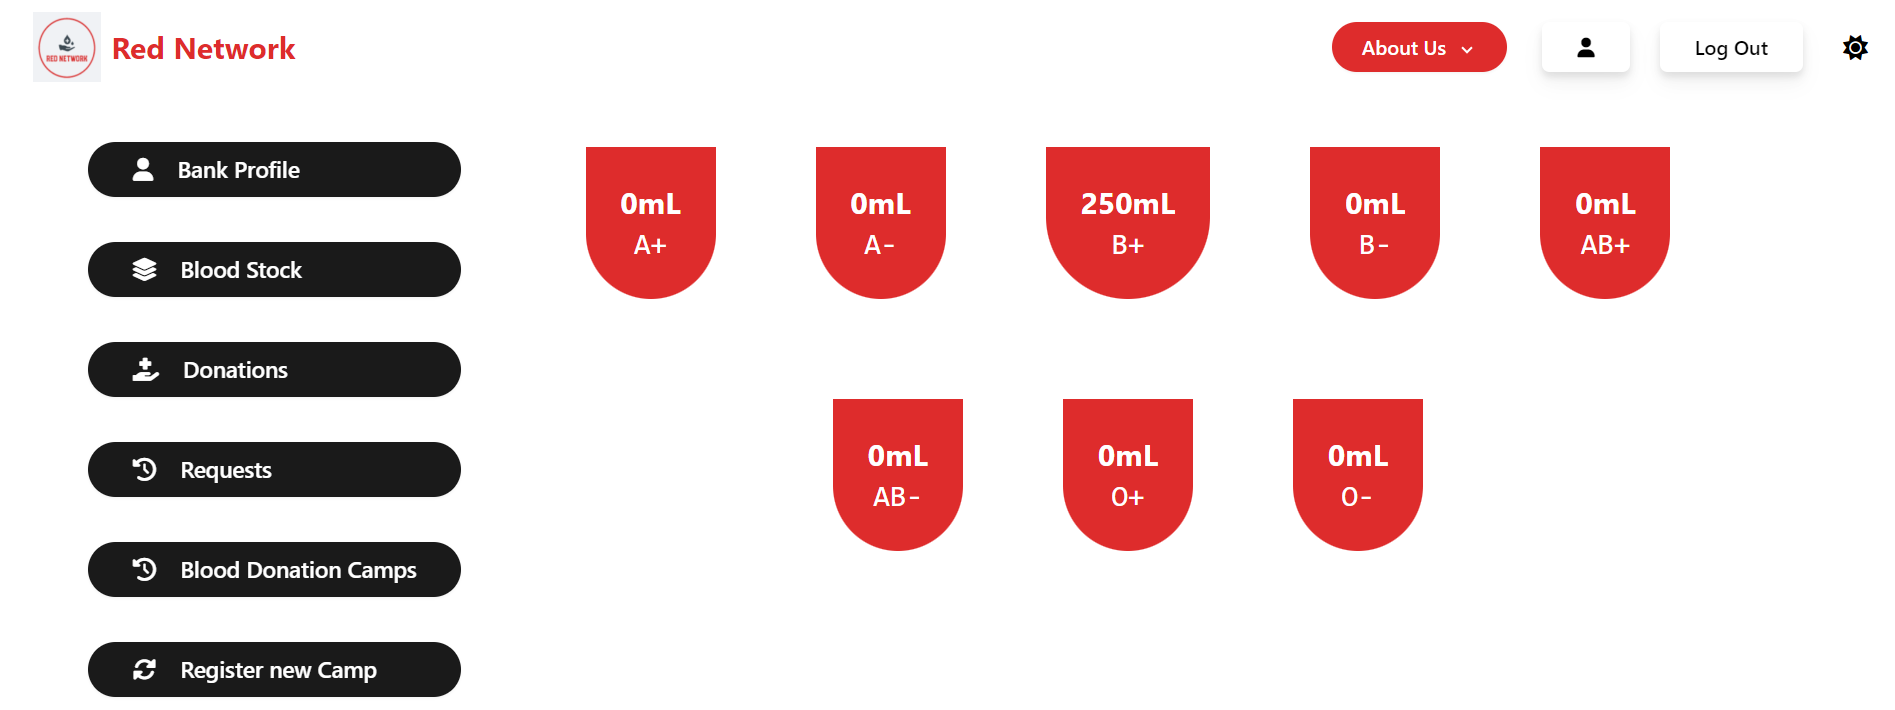 RED NETWORK
Red Network
About Us
Log Out
Bank Profile
Blood Stock
Donations
Requests
Blood Donation Camps
Register new Camp
0mL
A+
0mL
A-
250mL
B+
0mL
B-
0mL
AB+
0mL
AB-
0mL
O+
0mL
O-